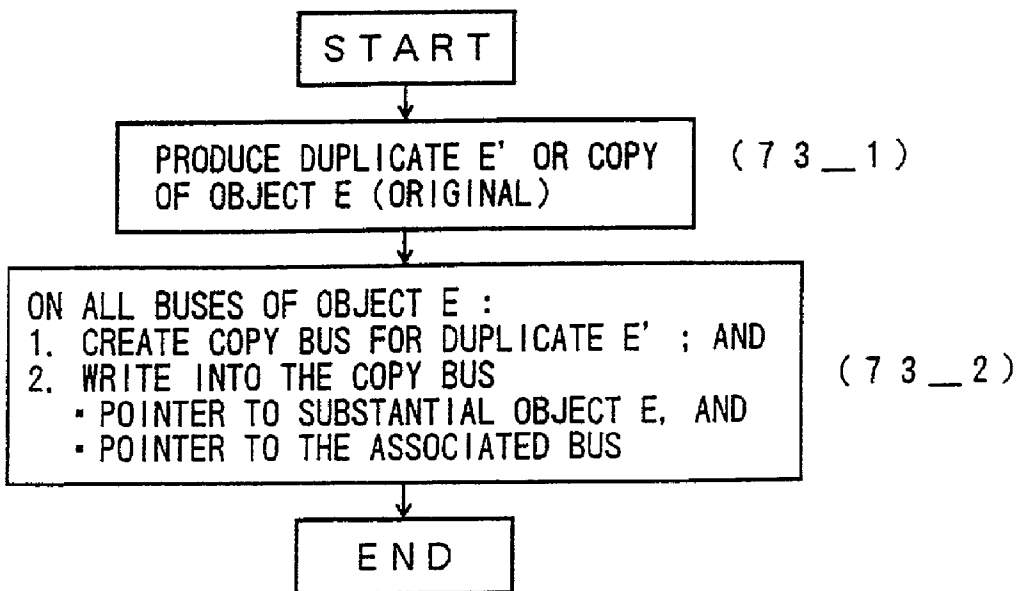 START
PRODUCE DUPLICATE E' OR COPY
OF OBJECT E (ORIGINAL)
(73_1)
ON ALL BUSES OF OBJECT E :
1. CREATE COPY BUS FOR DUPLICATE E' ; AND
2. WRITE INTO THE COPY BUS
▪ POINTER TO SUBSTANTIAL OBJECT E, AND
▪ POINTER TO THE ASSOCIATED BUS
(73_2)
END